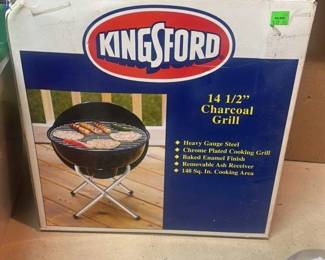 KINGSFORD
14 1/2"
Charcoal
Grill
♦ Heavy Gauge Steel
♦ Chrome Plated Cooking Grill
♦ Baked Enamel Finish
♦ Removable Ash Receiver
♦ 148 Sq. In. Cooking Area